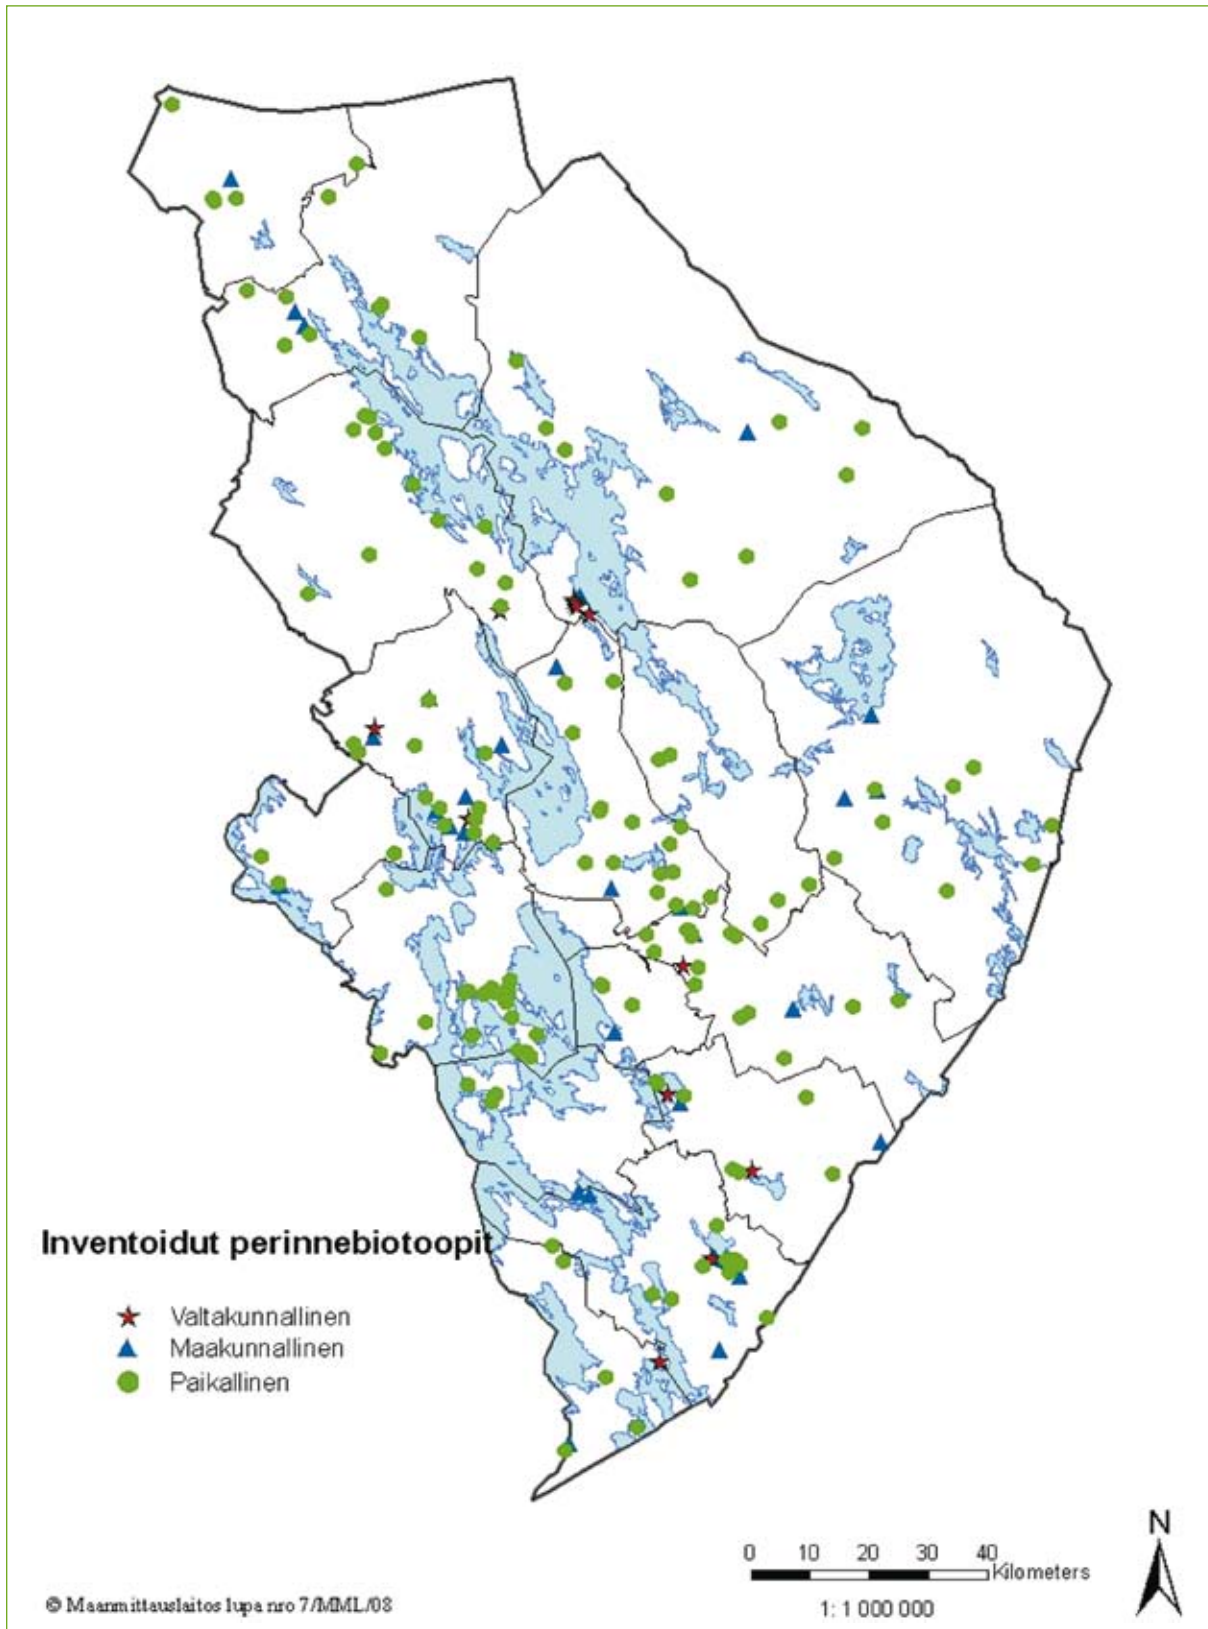 Inventoidut perinnebiotoopit
Valtakunnallinen
Maakunnallinen
Paikallinen
© Maanmittauslaitos lupa nro 7/MML/08
0 10 20 30 40
Kilometers
1: 1 000 000
N